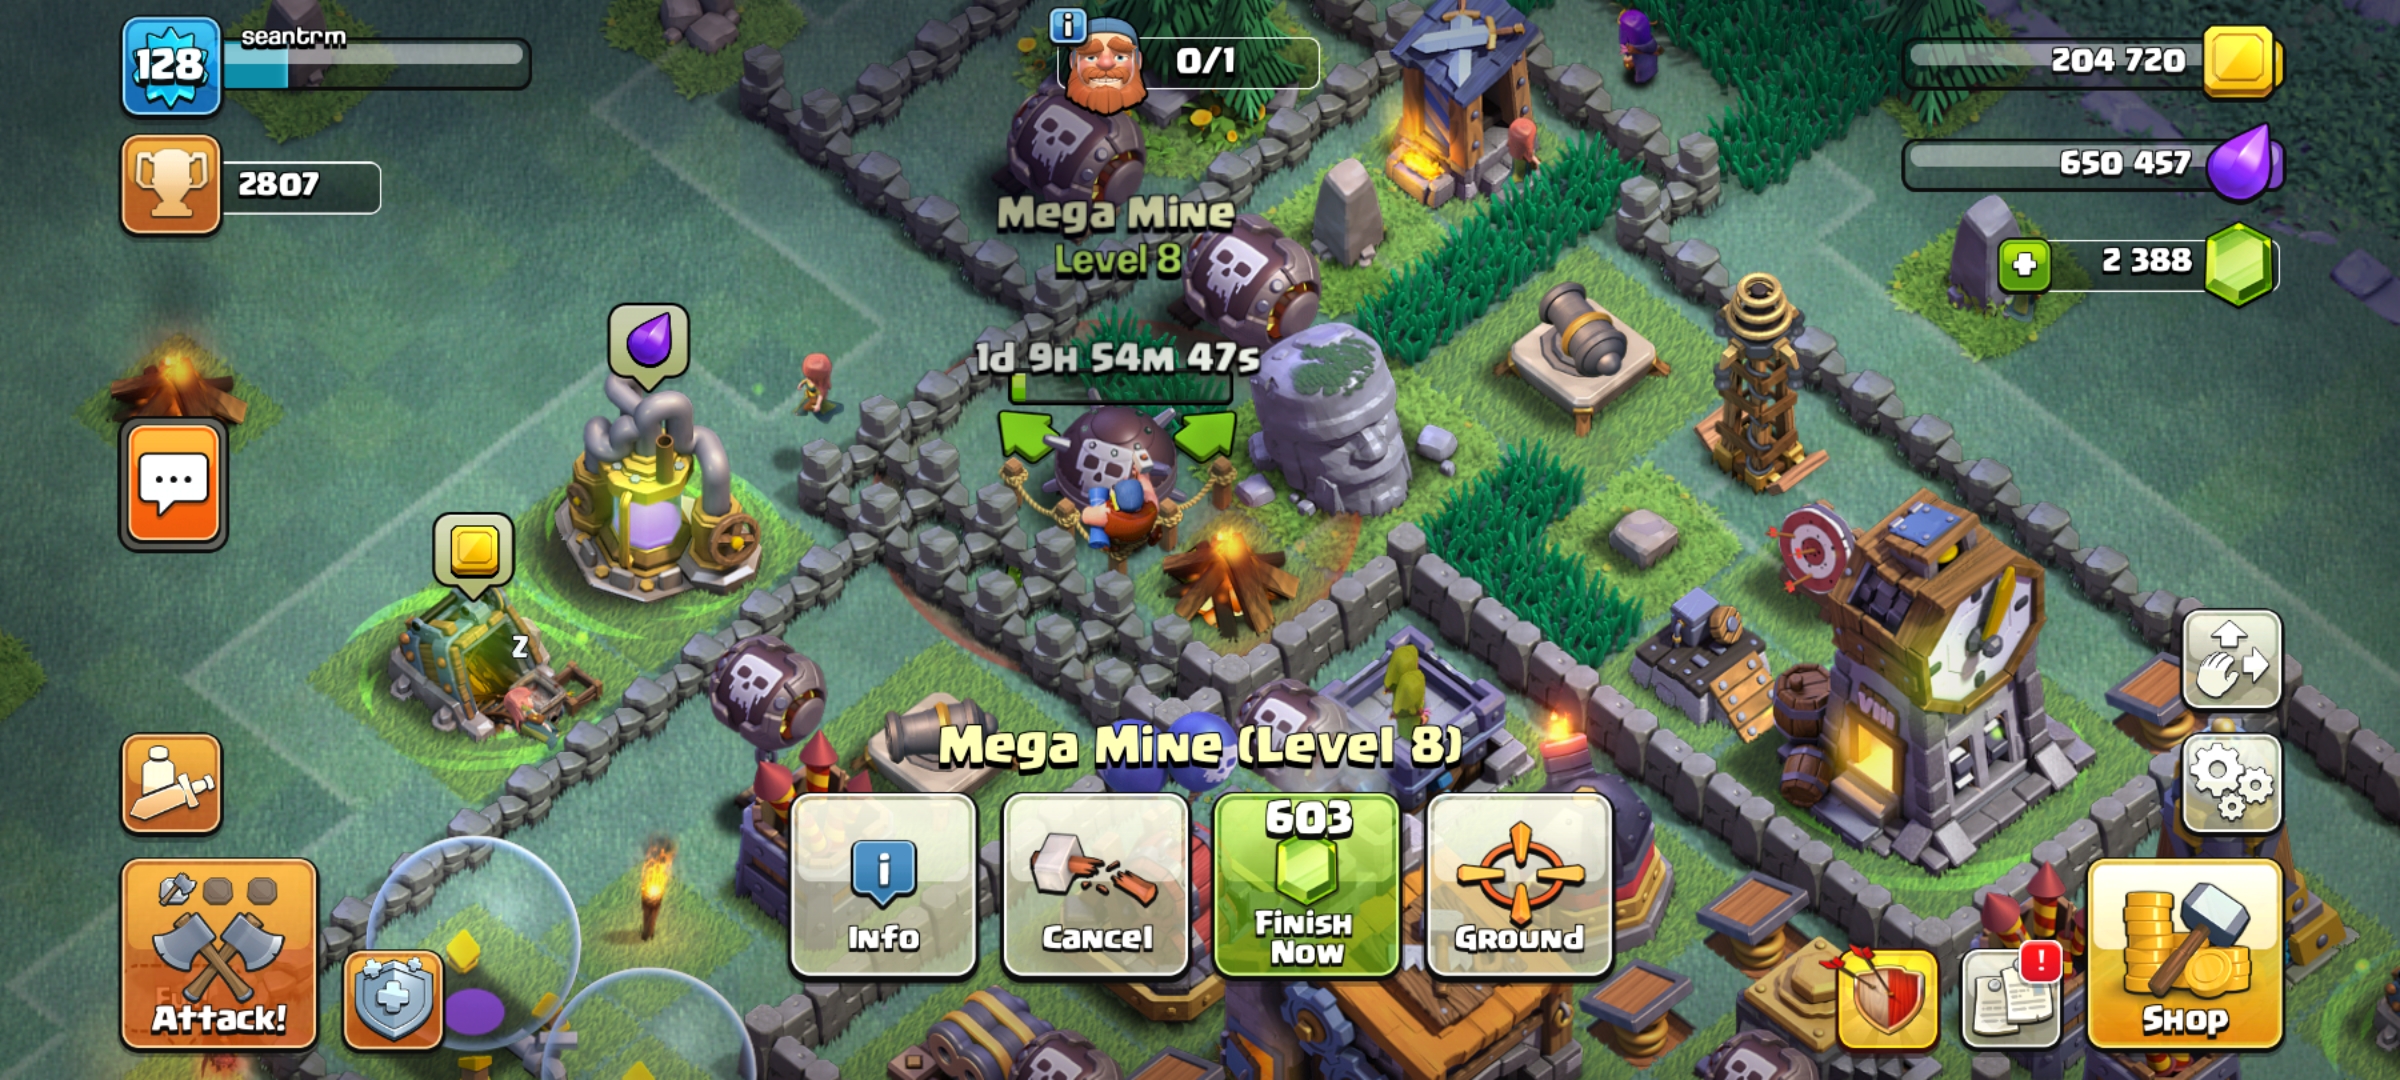 128
seantrm
0/1
204 720
2807
650 457
2 388
Mega Mine
Level 8
1d 9H 54M 47s
z
VIII
Mega Mine (Level 8)
Info
Cancel
603
Finish
Now
Ground
Attack!
!
Shop